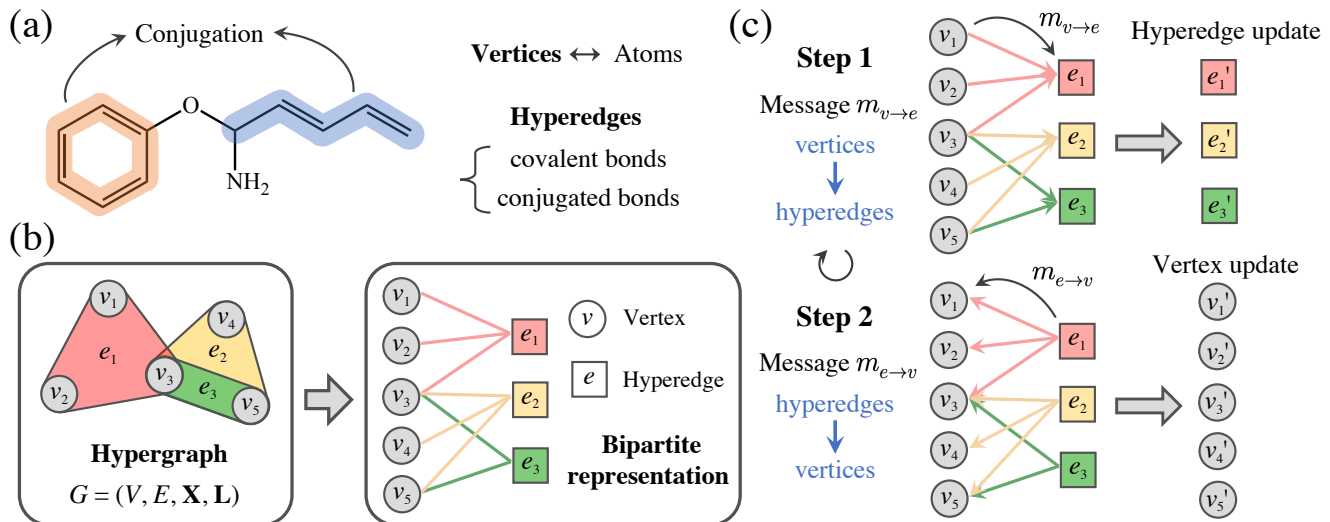 (a)
Conjugation
O
NH₂
Vertices ↔ Atoms
Hyperedges
covalent bonds
conjugated bonds
(b)
v₁
v₂
v₃
v₄
v₅
e₁
e₂
e₃
Hypergraph
G = (V, E, X, L)
v₁
v₂
v₃
v₄
v₅
e₁
e₂
e₃
v Vertex
e Hyperedge
Bipartite
representation
(c)
Step 1
Message mᵥ→ₑ
vertices
hyperedges
v₁
v₂
v₃
v₄
v₅
mᵥ→ₑ
e₁
e₂
e₃
Hyperedge update
e₁'
e₂'
e₃'
Step 2
Message mₑ→ᵥ
hyperedges
vertices
v₁
v₂
v₃
v₄
v₅
mₑ→ᵥ
e₁
e₂
e₃
Vertex update
v₁'
v₂'
v₃'
v₄'
v₅'